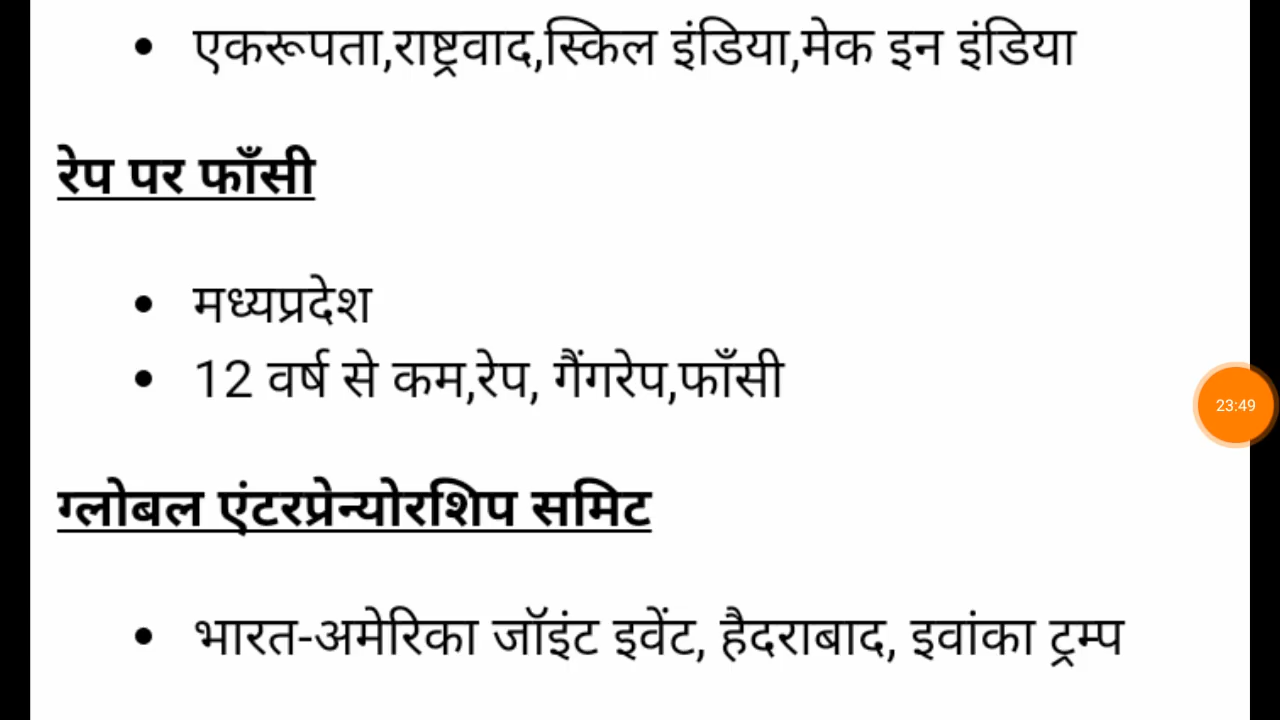 • एकरूपता,राष्ट्रवाद,स्किल इंडिया,मेक इन इंडिया
रेप पर फाँसी
• मध्यप्रदेश
• 12 वर्ष से कम,रेप, गैंगरेप,फाँसी
23:49
ग्लोबल एंटरप्रेन्योरशिप समिट
• भारत-अमेरिका जॉइंट इवेंट, हैदराबाद, इवांका ट्रम्प